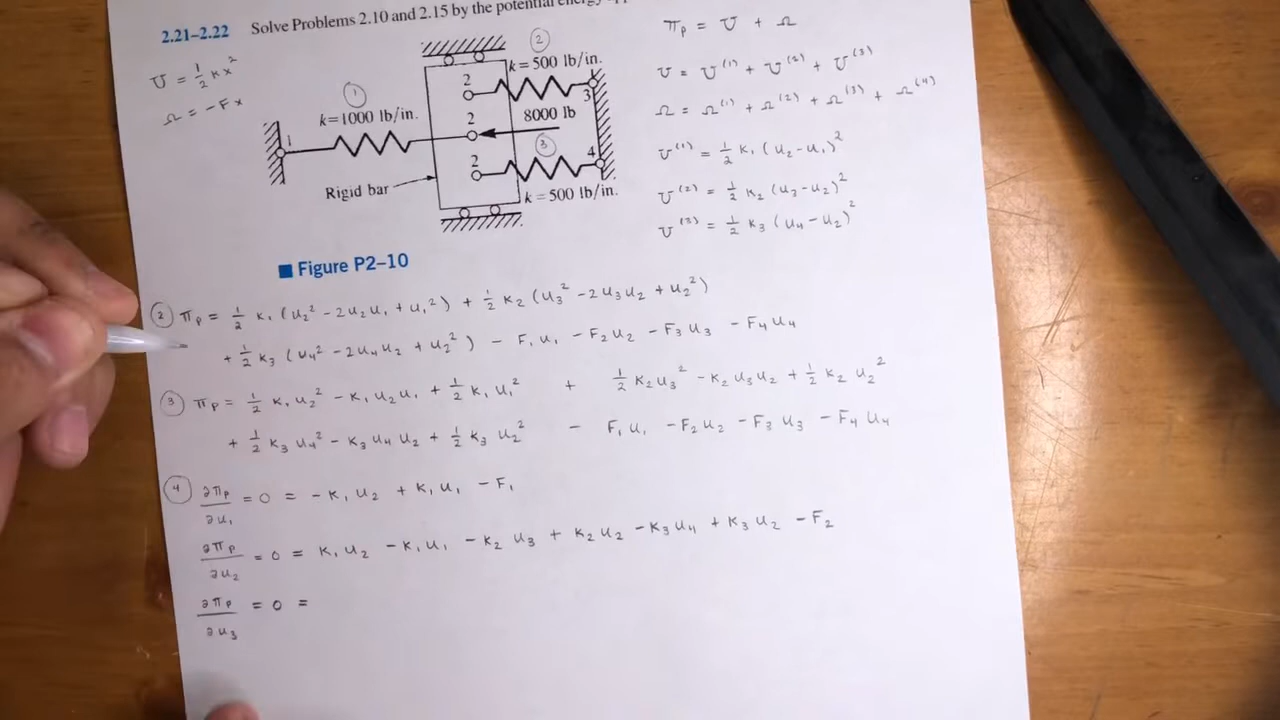 2.21–2.22 Solve Problems 2.10 and 2.15 by the potential energy
U = 1/2 kx²
Ω = -Fx
①
k = 1000 lb/in.
1
②
k = 500 lb/in.
2
3
2
8000 lb
③
2
4
k = 500 lb/in.
Rigid bar
■ Figure P2–10
πp = U + Ω
U = U⁽¹⁾ + U⁽²⁾ + U⁽³⁾
Ω = Ω⁽¹⁾ + Ω⁽²⁾ + Ω⁽³⁾ + Ω⁽⁴⁾
U⁽¹⁾ = 1/2 K₁ (u₂-u₁)²
U⁽²⁾ = 1/2 K₂ (u₃-u₂)²
U⁽³⁾ = 1/2 K₃ (u₄-u₂)²
② πp = 1/2 K₁ (u₂² - 2u₂u₁ + u₁²) + 1/2 K₂ (u₃² - 2u₃u₂ + u₂²)
+ 1/2 K₃ (u₄² - 2u₄u₂ + u₂²) - F₁u₁ - F₂u₂ - F₃u₃ - F₄u₄
③ πp = 1/2 K₁u₂² - K₁u₂u₁ + 1/2 K₁u₁² + 1/2 K₂u₃² - K₂u₃u₂ + 1/2 K₂u₂²
+ 1/2 K₃u₄² - K₃u₄u₂ + 1/2 K₃u₂² - F₁u₁ - F₂u₂ - F₃u₃ - F₄u₄
④ ∂πp/∂u₁ = 0 = -K₁u₂ + K₁u₁ - F₁
∂πp/∂u₂ = 0 = K₁u₂ - K₁u₁ - K₂u₃ + K₂u₂ - K₃u₄ + K₃u₂ - F₂
∂πp/∂u₃ = 0 =